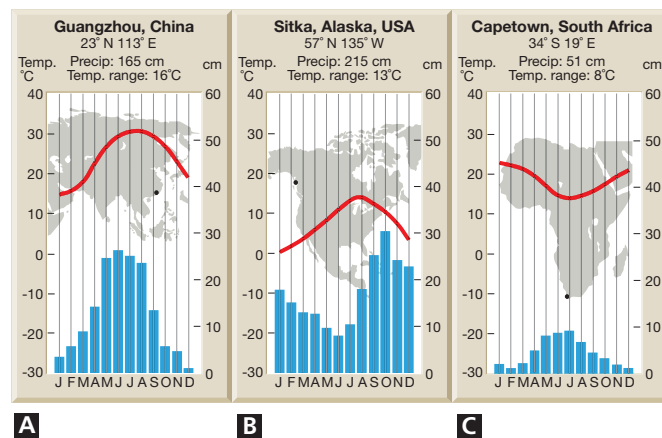 Guangzhou, China
23° N 113° E
Temp. Precip: 165 cm cm
°C Temp. range: 16°C
40 60
30 50
20 40
10 30
0
-10 20
-20 10
-30 0
J F M A M J J A S O N D
A
Sitka, Alaska, USA
57° N 135° W
Temp. Precip: 215 cm cm
°C Temp. range: 13°C
40 60
30 50
20 40
10 30
0
-10 20
-20 10
-30 0
J F M A M J J A S O N D
B
Capetown, South Africa
34° S 19° E
Temp. Precip: 51 cm cm
°C Temp. range: 8°C
40 60
30 50
20 40
10 30
0
-10 20
-20 10
-30 0
J F M A M J J A S O N D
C